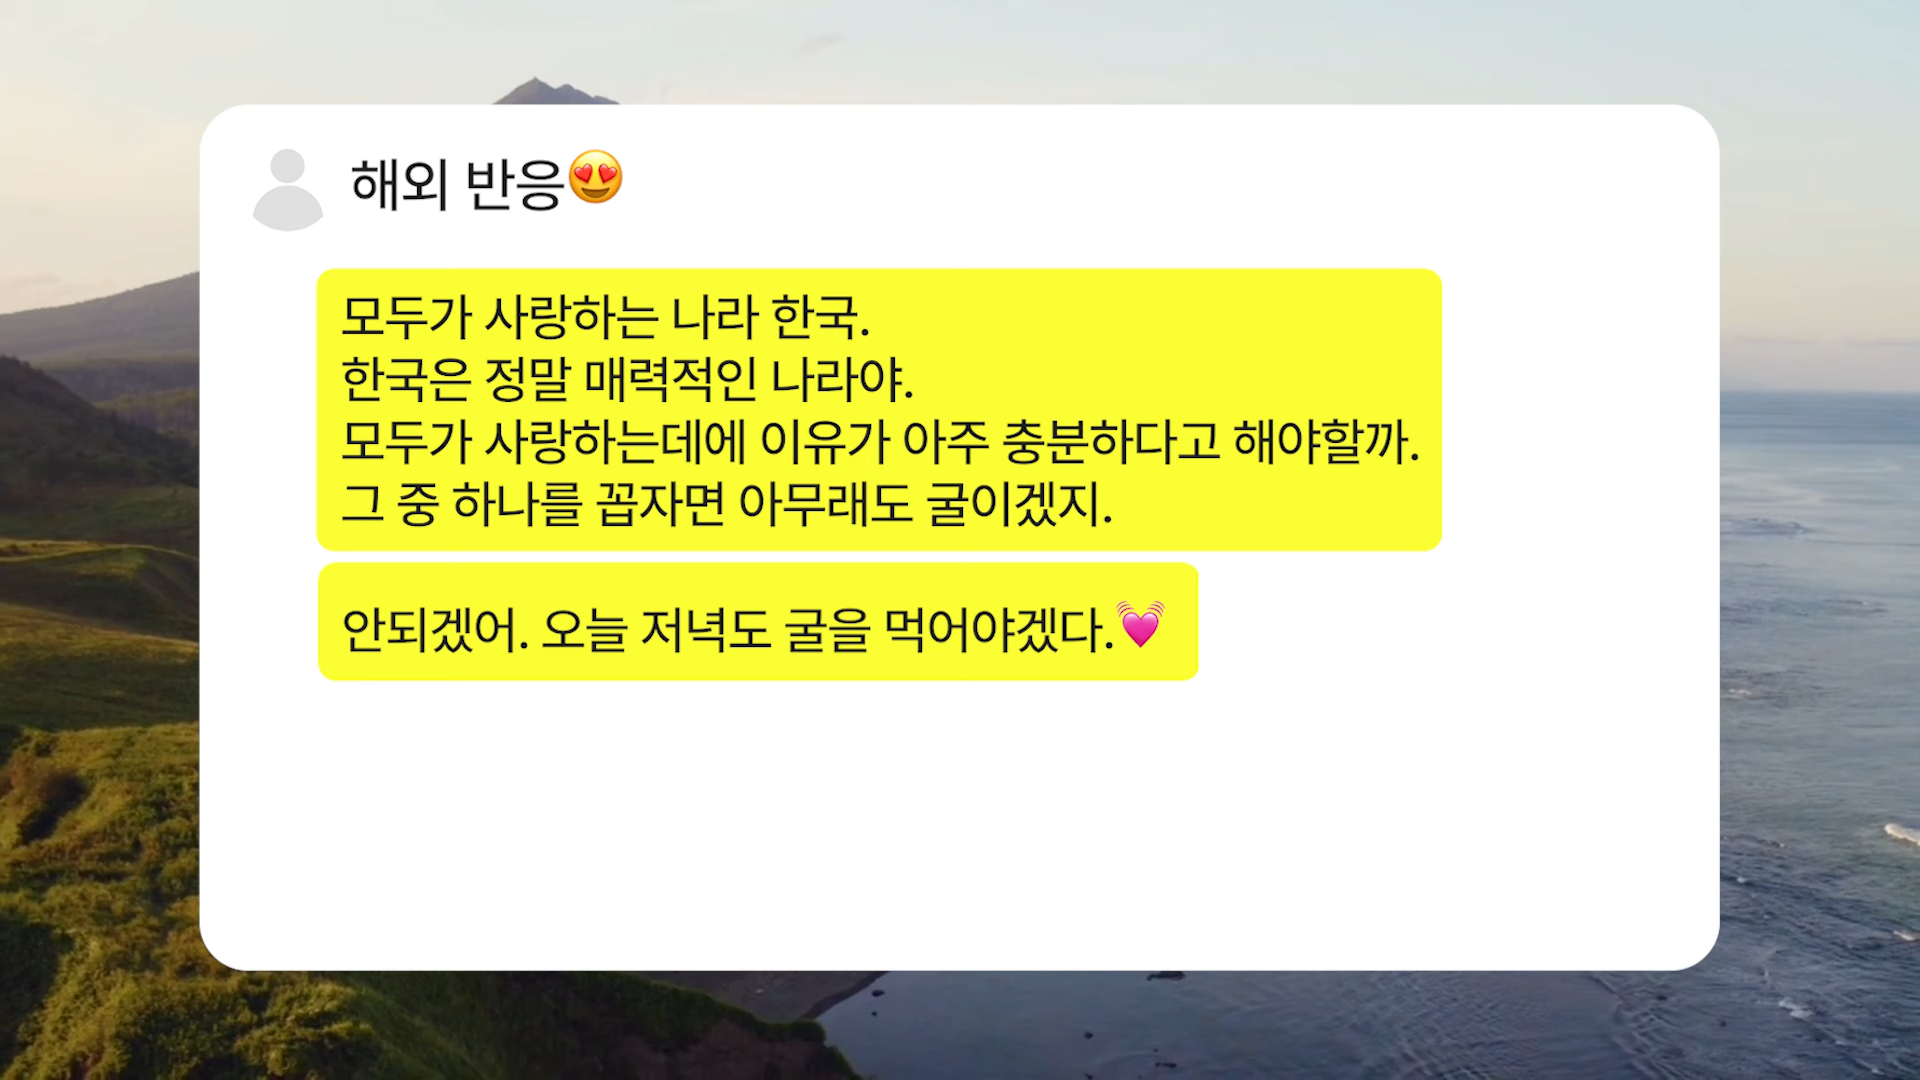 해외 반응😍
모두가 사랑하는 나라 한국.
한국은 정말 매력적인 나라야.
모두가 사랑하는데에 이유가 아주 충분하다고 해야할까.
그 중 하나를 꼽자면 아무래도 굴이겠지.
안되겠어. 오늘 저녁도 굴을 먹어야겠다.💓